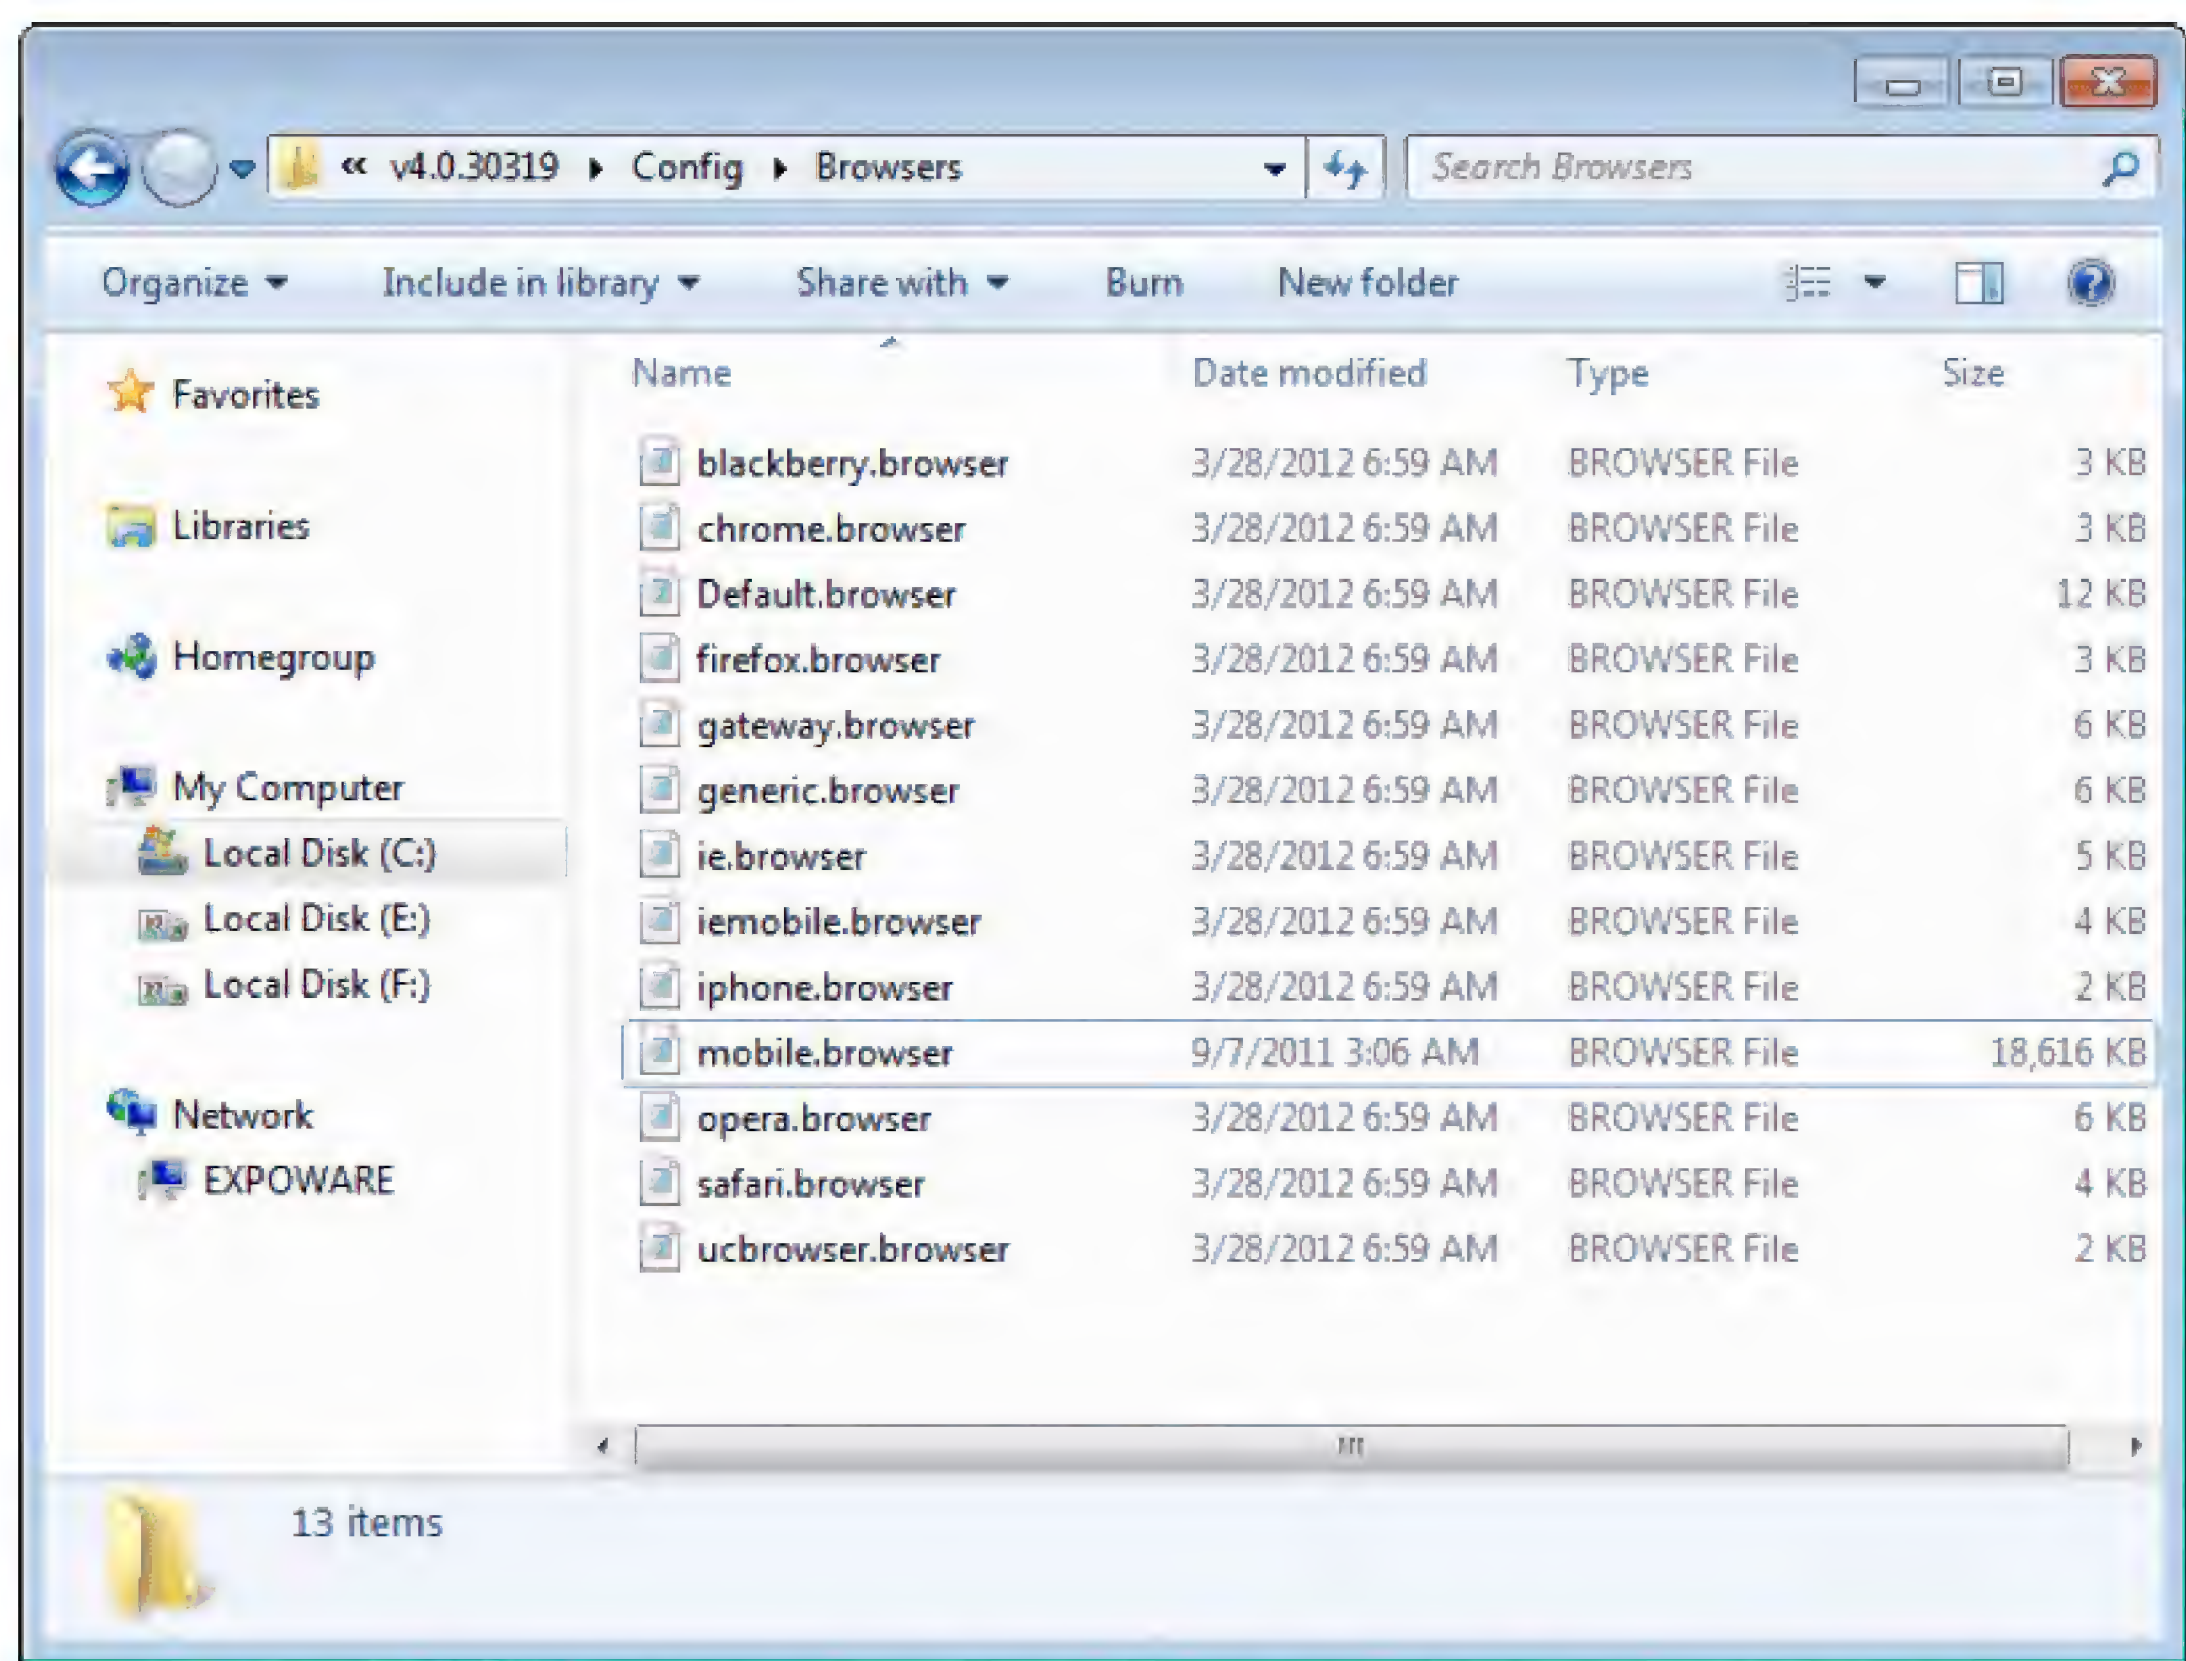 « v4.0.30319 Config Browsers Search Browsers
Organize Include in library Share with Burn New folder
Favorites
Libraries
Homegroup
My Computer
Local Disk (C:)
Local Disk (E:)
Local Disk (F:)
Network
EXPOWARE
Name Date modified Type Size
blackberry.browser 3/28/2012 6:59 AM BROWSER File 3 KB
chrome.browser 3/28/2012 6:59 AM BROWSER File 3 KB
Default.browser 3/28/2012 6:59 AM BROWSER File 12 KB
firefox.browser 3/28/2012 6:59 AM BROWSER File 3 KB
gateway.browser 3/28/2012 6:59 AM BROWSER File 6 KB
generic.browser 3/28/2012 6:59 AM BROWSER File 6 KB
ie.browser 3/28/2012 6:59 AM BROWSER File 5 KB
iemobile.browser 3/28/2012 6:59 AM BROWSER File 4 KB
iphone.browser 3/28/2012 6:59 AM BROWSER File 2 KB
mobile.browser 9/7/2011 3:06 AM BROWSER File 18,616 KB
opera.browser 3/28/2012 6:59 AM BROWSER File 6 KB
safari.browser 3/28/2012 6:59 AM BROWSER File 4 KB
ucbrowser.browser 3/28/2012 6:59 AM BROWSER File 2 KB
13 items